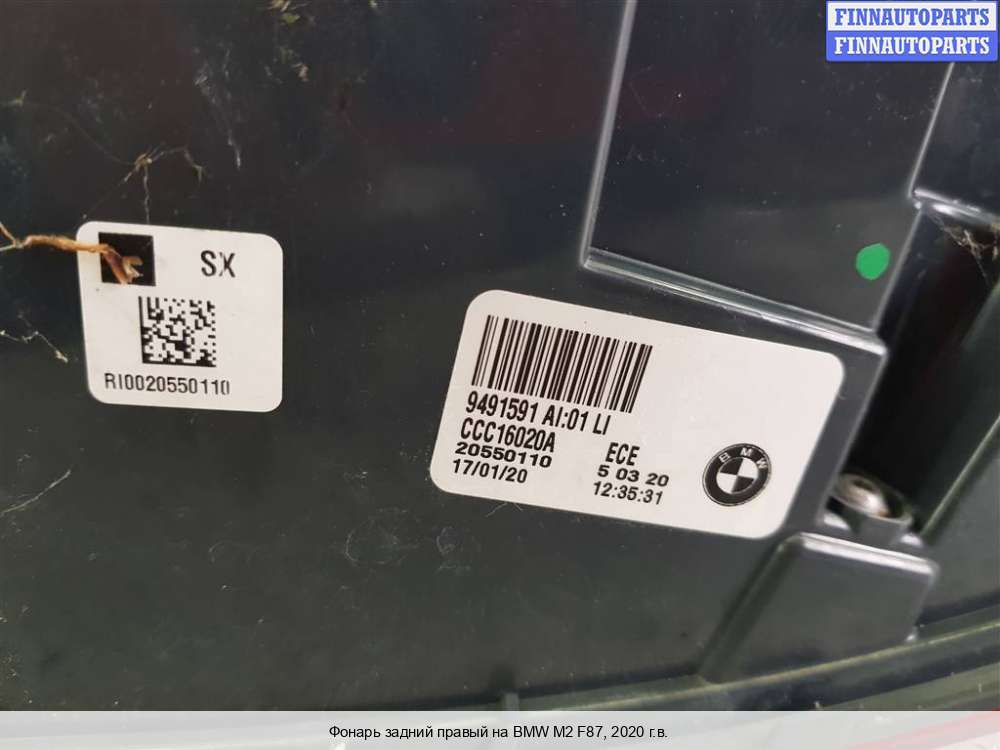 FINNAUTOPARTS
FINNAUTOPARTS
SX
RI0020550110
9491591 AI:01 LI
CCC16020A
ECE
20550110
5 03 20
17/01/20
12:35:31
BMW
Фонарь задний правый на BMW M2 F87, 2020 г.в.